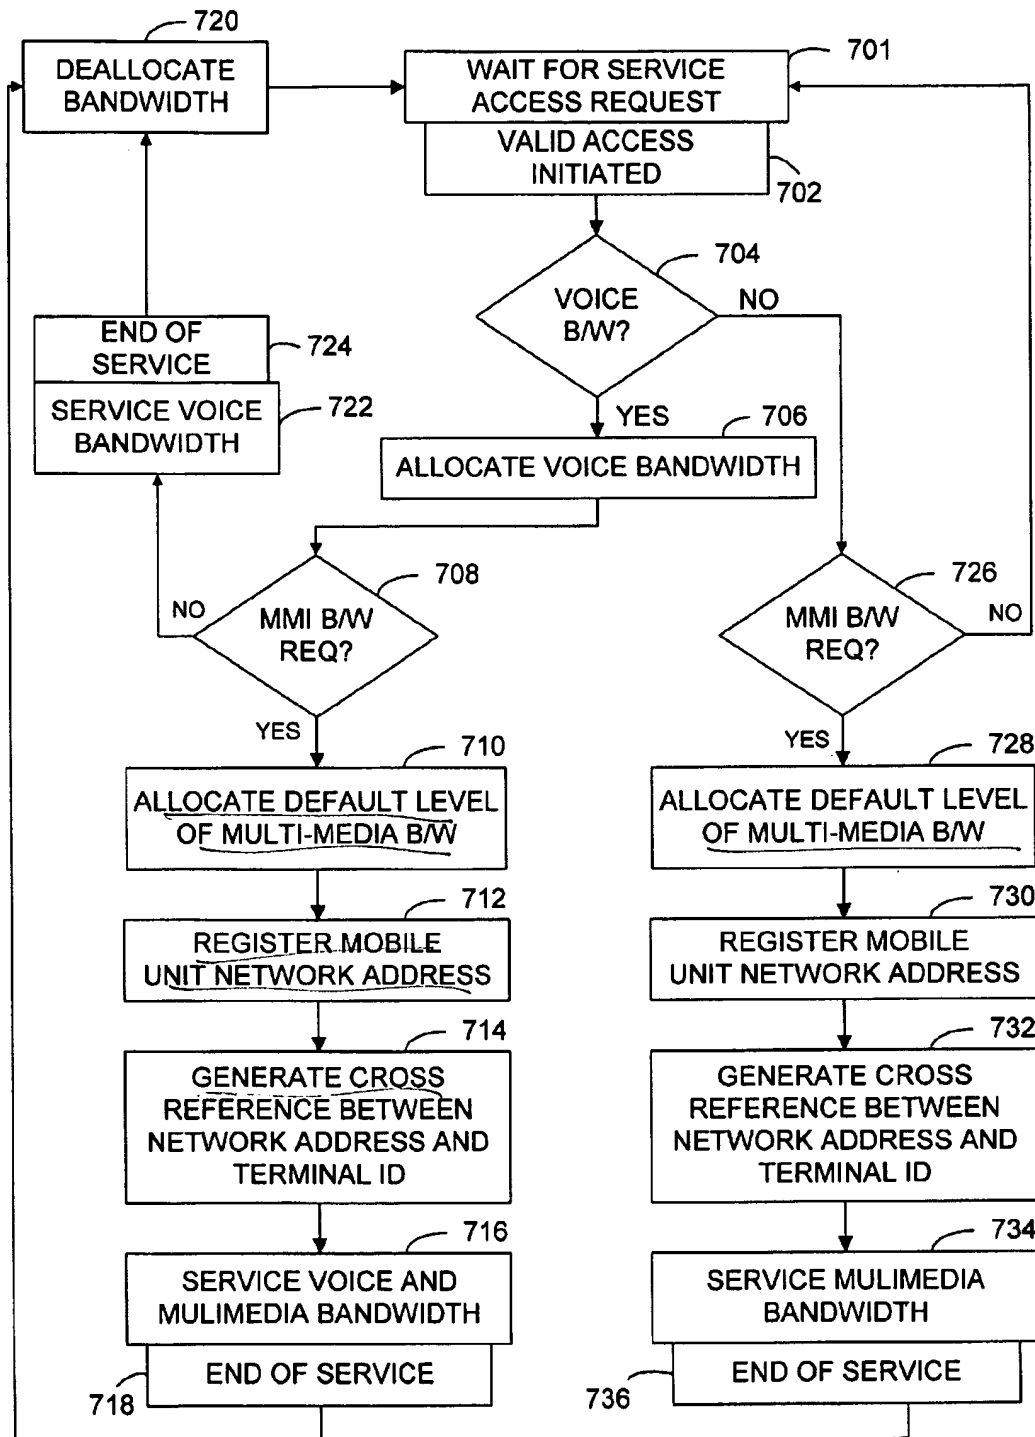 720
DEALLOCATE
BANDWIDTH
WAIT FOR SERVICE
ACCESS REQUEST
701
VALID ACCESS
INITIATED
702
704
VOICE
B/W?
NO
YES
END OF
SERVICE
724
SERVICE VOICE
BANDWIDTH
722
706
ALLOCATE VOICE BANDWIDTH
708
NO
MMI B/W
REQ?
YES
726
MMI B/W
REQ?
NO
YES
710
ALLOCATE DEFAULT LEVEL
OF MULTI-MEDIA B/W
728
ALLOCATE DEFAULT LEVEL
OF MULTI-MEDIA B/W
712
REGISTER MOBILE
UNIT NETWORK ADDRESS
730
REGISTER MOBILE
UNIT NETWORK ADDRESS
714
GENERATE CROSS
REFERENCE BETWEEN
NETWORK ADDRESS AND
TERMINAL ID
732
GENERATE CROSS
REFERENCE BETWEEN
NETWORK ADDRESS AND
TERMINAL ID
716
SERVICE VOICE AND
MULIMEDIA BANDWIDTH
734
SERVICE MULIMEDIA
BANDWIDTH
END OF SERVICE
718
END OF SERVICE
736